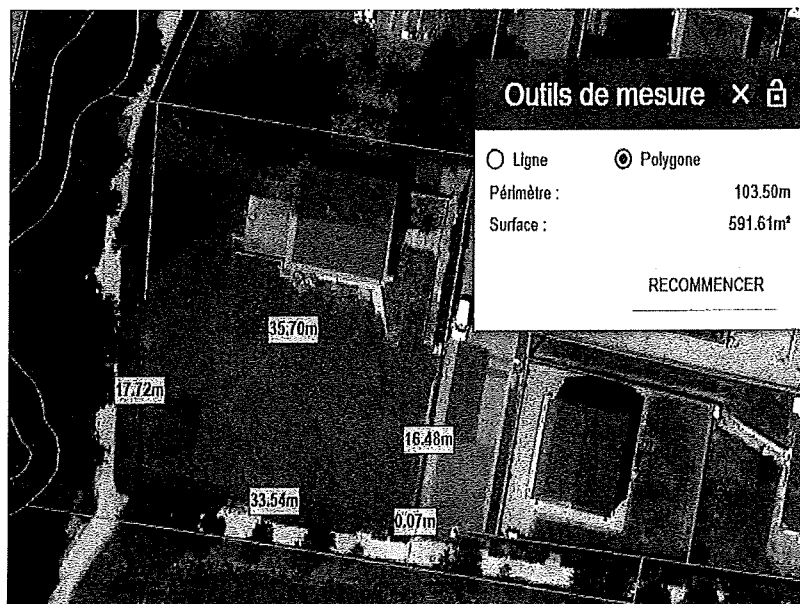 Outils de mesure
Ligne
Polygone
Périmètre :
103.50m
Surface :
591.61m²
RECOMMENCER
35.70m
17.72m
16.48m
33.54m
0.07m